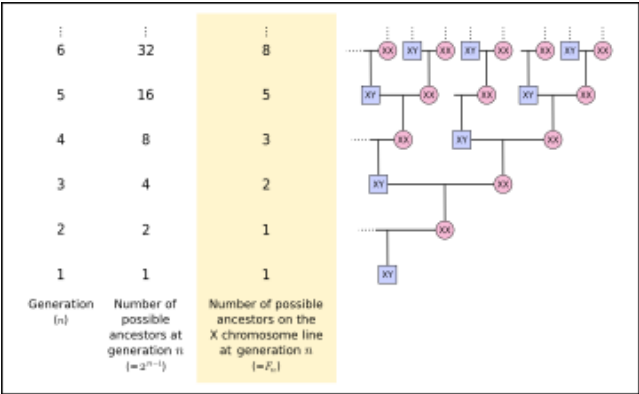 ⋮ ⋮ ⋮
6 32 8 XX XY XX XY XX XX XY XX
5 16 5 XY XX XX XY XX
4 8 3 XX XY XX
3 4 2 XY XX
2 2 1 XX
1 1 1 XY
Generation Number of Number of possible
(n) possible ancestors on the
ancestors at X chromosome line
generation n at generation n
(=2ⁿ⁻¹) (=Fₙ)